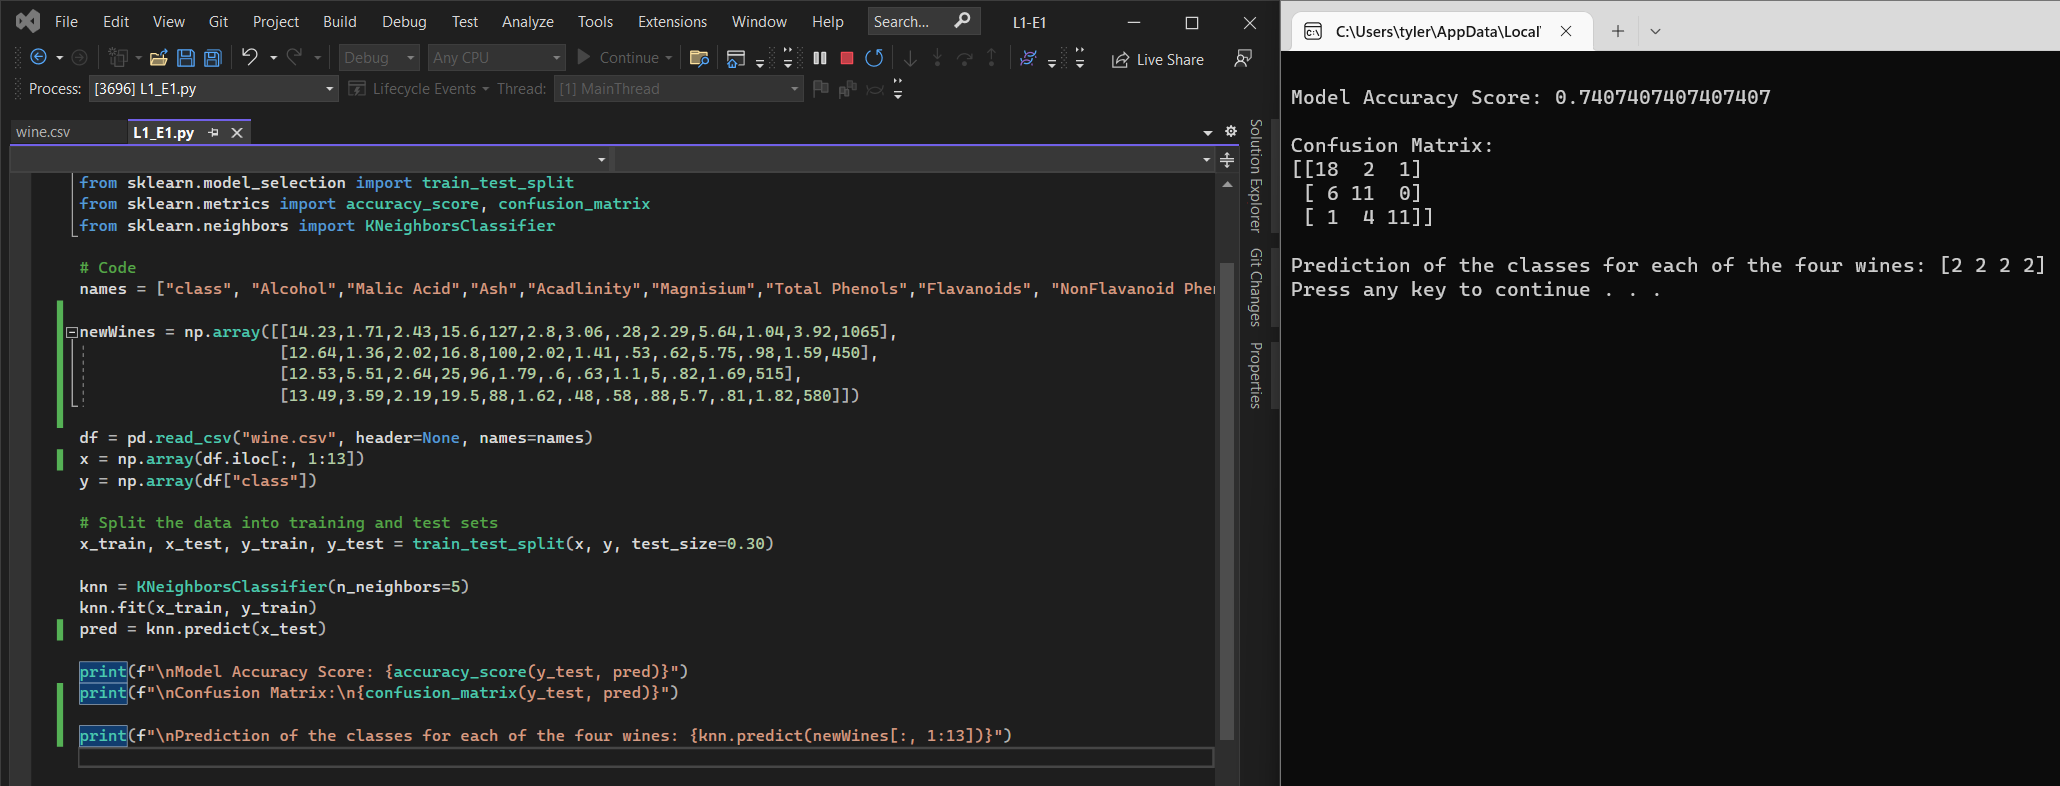 File Edit View Git Project Build Debug Test Analyze Tools Extensions Window Help Search... L1-E1
Debug Any CPU Continue Live Share
Process: [3696] L1_E1.py Lifecycle Events Thread: [1] MainThread
wine.csv L1_E1.py
from sklearn.model_selection import train_test_split
from sklearn.metrics import accuracy_score, confusion_matrix
from sklearn.neighbors import KNeighborsClassifier
# Code
names = ["class", "Alcohol","Malic Acid","Ash","Acadlinity","Magnisium","Total Phenols","Flavanoids", "NonFlavanoid Phe
newWines = np.array([[14.23,1.71,2.43,15.6,127,2.8,3.06,.28,2.29,5.64,1.04,3.92,1065],
[12.64,1.36,2.02,16.8,100,2.02,1.41,.53,.62,5.75,.98,1.59,450],
[12.53,5.51,2.64,25,96,1.79,.6,.63,1.1,5,.82,1.69,515],
[13.49,3.59,2.19,19.5,88,1.62,.48,.58,.88,5.7,.81,1.82,580]])
df = pd.read_csv("wine.csv", header=None, names=names)
x = np.array(df.iloc[:, 1:13])
y = np.array(df["class"])
# Split the data into training and test sets
x_train, x_test, y_train, y_test = train_test_split(x, y, test_size=0.30)
knn = KNeighborsClassifier(n_neighbors=5)
knn.fit(x_train, y_train)
pred = knn.predict(x_test)
print(f"\nModel Accuracy Score: {accuracy_score(y_test, pred)}")
print(f"\nConfusion Matrix:\n{confusion_matrix(y_test, pred)}")
print(f"\nPrediction of the classes for each of the four wines: {knn.predict(newWines[:, 1:13])}")
Solution Explorer
Git Changes
Properties
C:\Users\tyler\AppData\Local\
Model Accuracy Score: 0.7407407407407407
Confusion Matrix:
[[18 2 1]
[ 6 11 0]
[ 1 4 11]]
Prediction of the classes for each of the four wines: [2 2 2 2]
Press any key to continue . . .